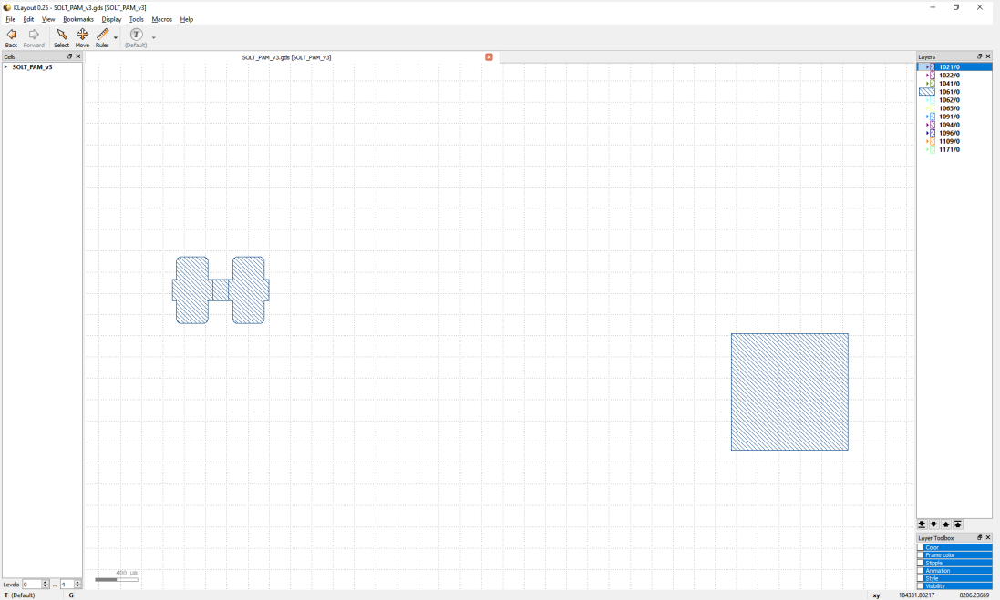 KLayout 0.25 - SOLT_PAM_v3.gds [SOLT_PAM_v3]
File Edit View Bookmarks Display Tools Macros Help
Back Forward Select Move Ruler (Default)
Cells
SOLT_PAM_v3
SOLT_PAM_v3.gds [SOLT_PAM_v3]
400 µm
Layers
1021/0
1022/0
1041/0
1061/0
1062/0
1065/0
1091/0
1094/0
1096/0
1109/0
1171/0
Layer Toolbox
Color
Frame color
Stipple
Animation
Style
Visibility
Levels 0 .. 4
T (Default) G xy 184331.80217 8206.23669